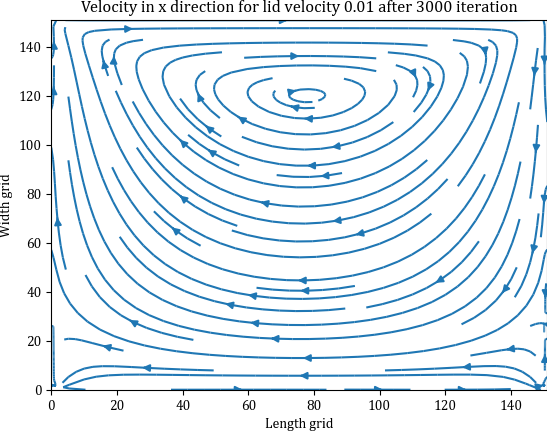 Velocity in x direction for lid velocity 0.01 after 3000 iteration
140
120
100
80
60
40
20
0
Width grid
0 20 40 60 80 100 120 140
Length grid